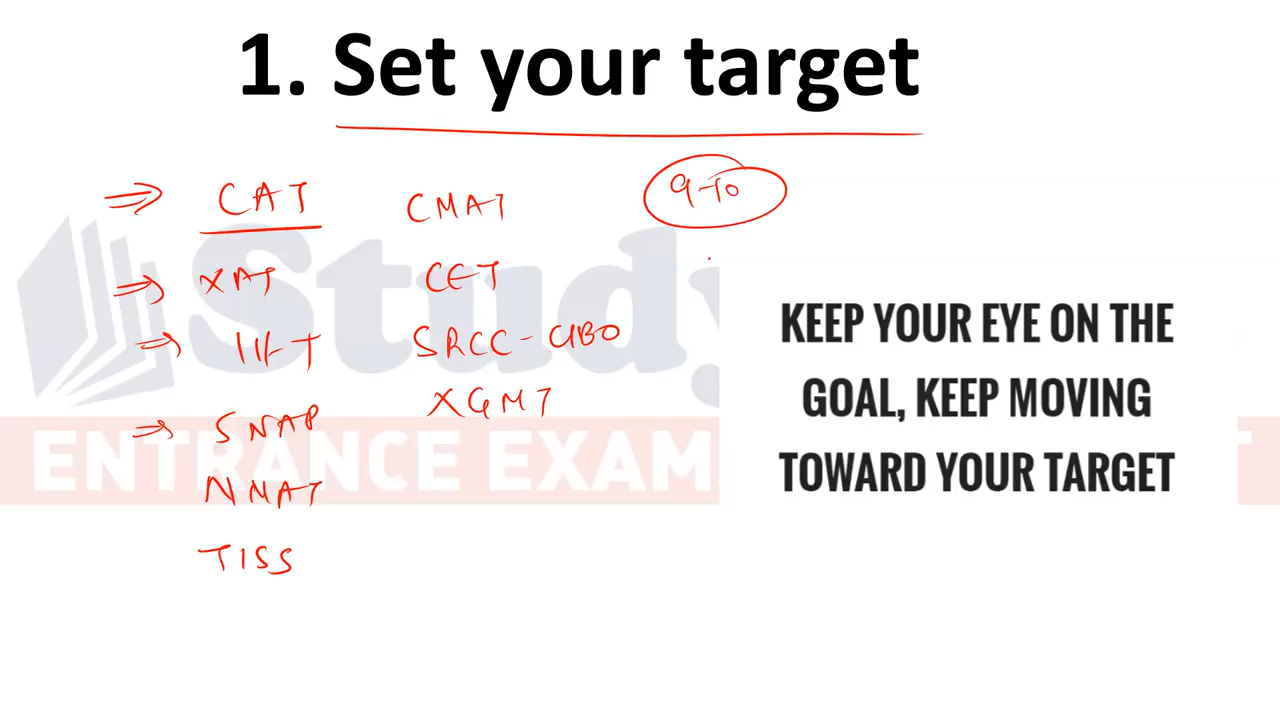 1. Set your target
CAT CMAT 9-10
XAT CET
IIFT SRCC-GBO
SNAP XGMT
NMAT
TISS
KEEP YOUR EYE ON THE
GOAL, KEEP MOVING
TOWARD YOUR TARGET
Study
ENTRANCE EXAM